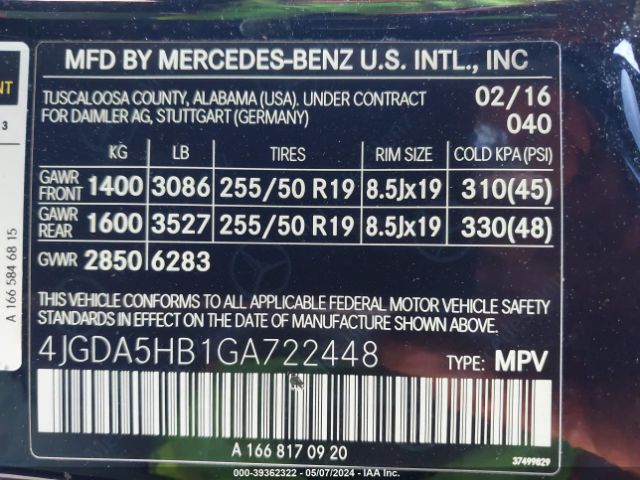 MFD BY MERCEDES-BENZ U.S. INTL., INC
TUSCALOOSA COUNTY, ALABAMA (USA), UNDER CONTRACT
FOR DAIMLER AG, STUTTGART (GERMANY)
02/16
040
KG LB TIRES RIM SIZE COLD KPA (PSI)
GAWR FRONT 1400 3086 255/50 R19 8.5Jx19 310(45)
GAWR REAR 1600 3527 255/50 R19 8.5Jx19 330(48)
GVWR 2850 6283
THIS VEHICLE CONFORMS TO ALL APPLICABLE FEDERAL MOTOR VEHICLE SAFETY
STANDARDS IN EFFECT ON THE DATE OF MANUFACTURE SHOWN ABOVE.
4JGDA5HB1GA722448 TYPE: MPV
A 166 817 09 20
37499829
A 166 584 68 15
3
000-39362322 - 05/07/2024 - IAA Inc.